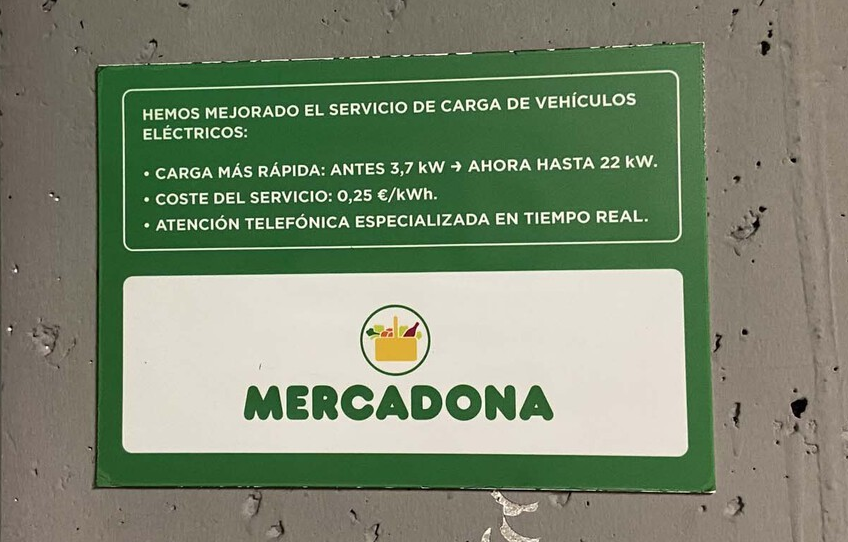 HEMOS MEJORADO EL SERVICIO DE CARGA DE VEHÍCULOS
ELÉCTRICOS:
• CARGA MÁS RÁPIDA: ANTES 3,7 kW → AHORA HASTA 22 kW.
• COSTE DEL SERVICIO: 0,25 €/kWh.
• ATENCIÓN TELEFÓNICA ESPECIALIZADA EN TIEMPO REAL.
MERCADONA